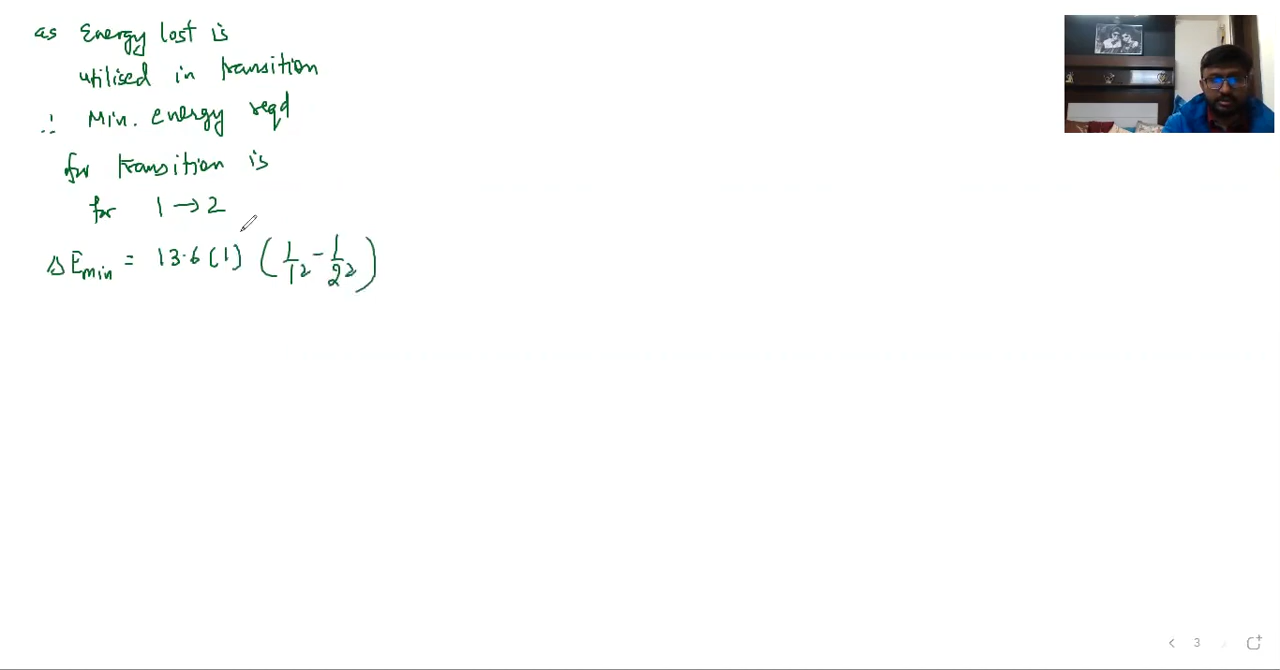 as Energy lost is
utilised in transition
∴ Min. energy reqd
for transition is
for 1 → 2
ΔE_min = 13.6 (1) (1/1² - 1/2²)
< 3